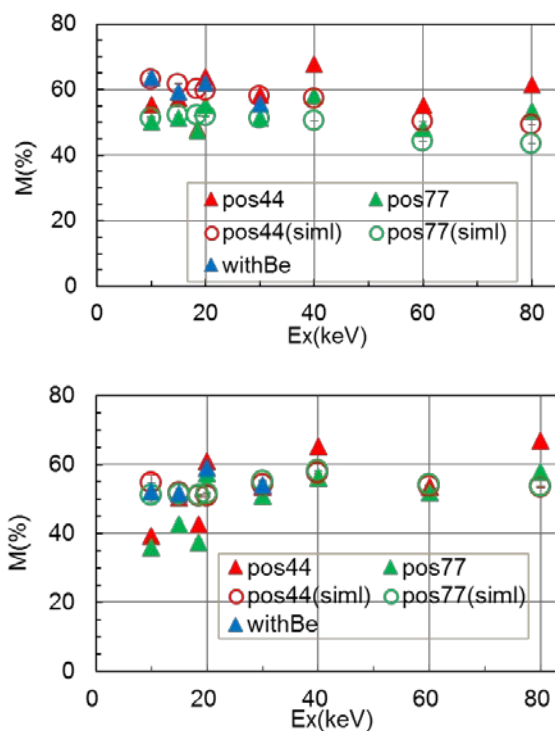 80
60
M(%)
40
20
0
pos44 pos77
pos44(siml) pos77(siml)
withBe
0 20 40 60 80
Ex(keV)
80
60
M(%)
40
20
0
pos44 pos77
pos44(siml) pos77(siml)
withBe
0 20 40 60 80
Ex(keV)